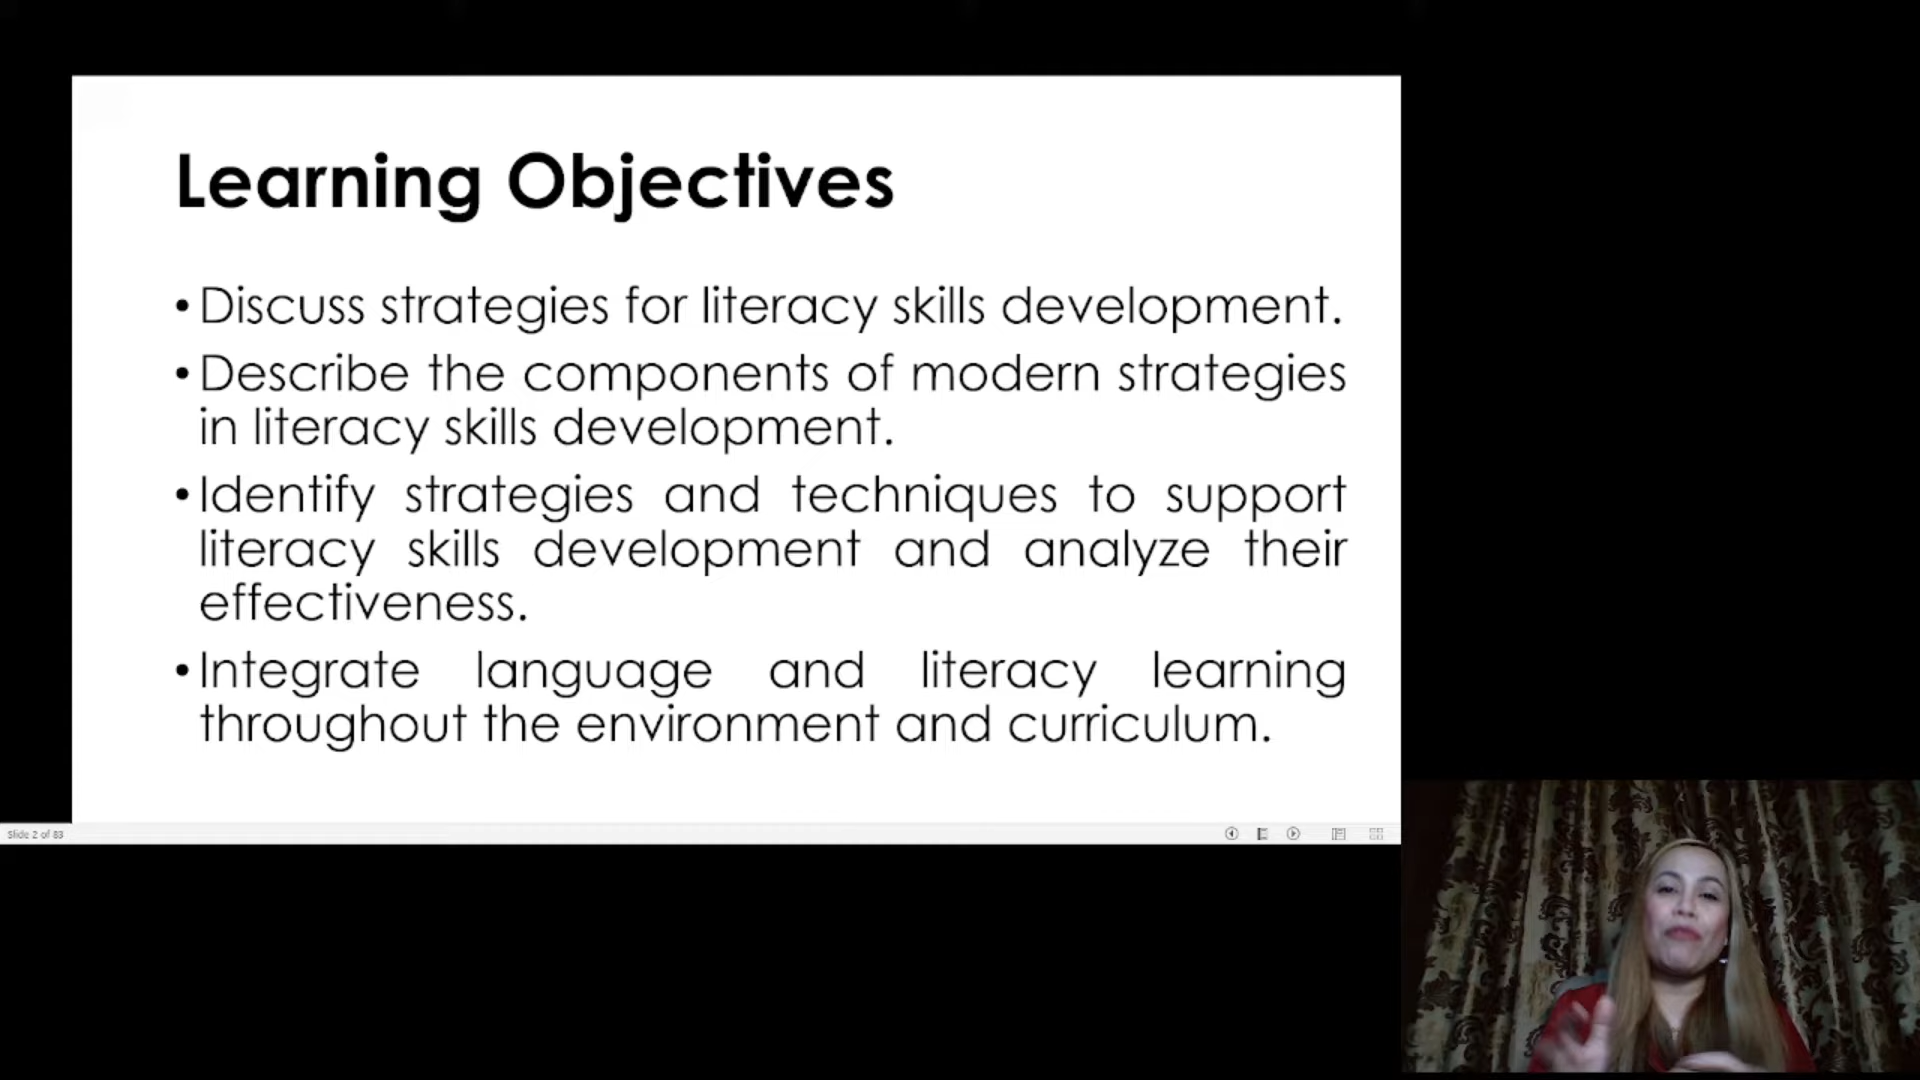 Learning Objectives
• Discuss strategies for literacy skills development.
• Describe the components of modern strategies
in literacy skills development.
• Identify strategies and techniques to support
literacy skills development and analyze their
effectiveness.
• Integrate language and literacy learning
throughout the environment and curriculum.
Slide 2 of 83